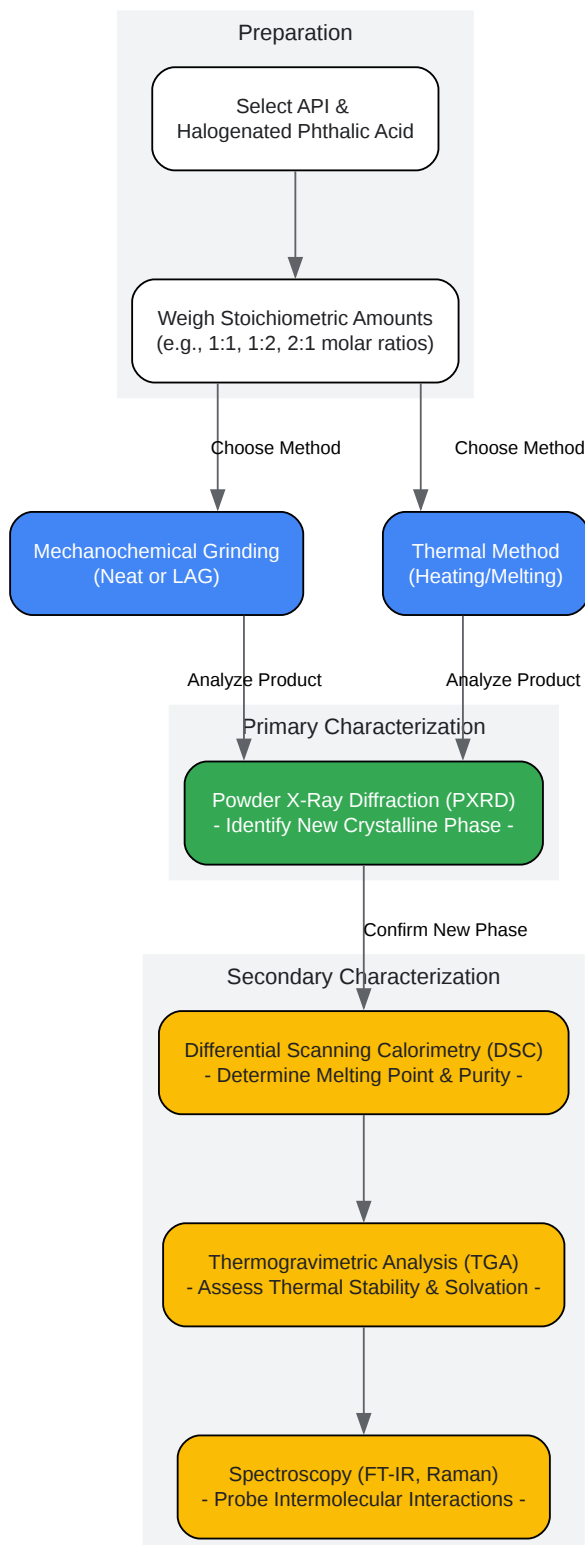 Preparation
Select API &
Halogenated Phthalic Acid
Weigh Stoichiometric Amounts
(e.g., 1:1, 1:2, 2:1 molar ratios)
Choose Method
Choose Method
Mechanochemical Grinding
(Neat or LAG)
Thermal Method
(Heating/Melting)
Analyze Product
Analyze Product
Primary Characterization
Powder X-Ray Diffraction (PXRD)
- Identify New Crystalline Phase -
Confirm New Phase
Secondary Characterization
Differential Scanning Calorimetry (DSC)
- Determine Melting Point & Purity -
Thermogravimetric Analysis (TGA)
- Assess Thermal Stability & Solvation -
Spectroscopy (FT-IR, Raman)
- Probe Intermolecular Interactions -